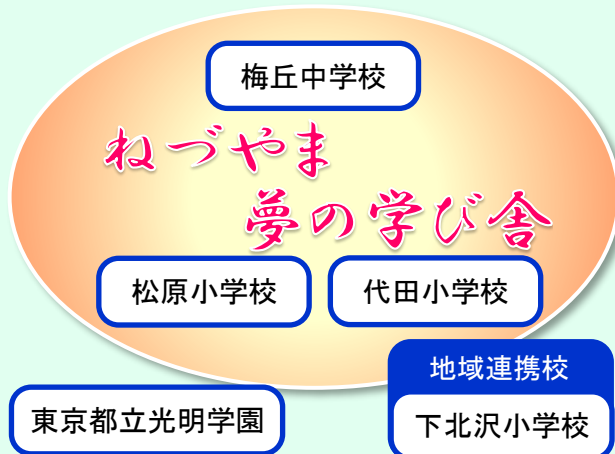 梅丘中学校
ねづやま
夢の学び舎
松原小学校
代田小学校
地域連携校
下北沢小学校
東京都立光明学園